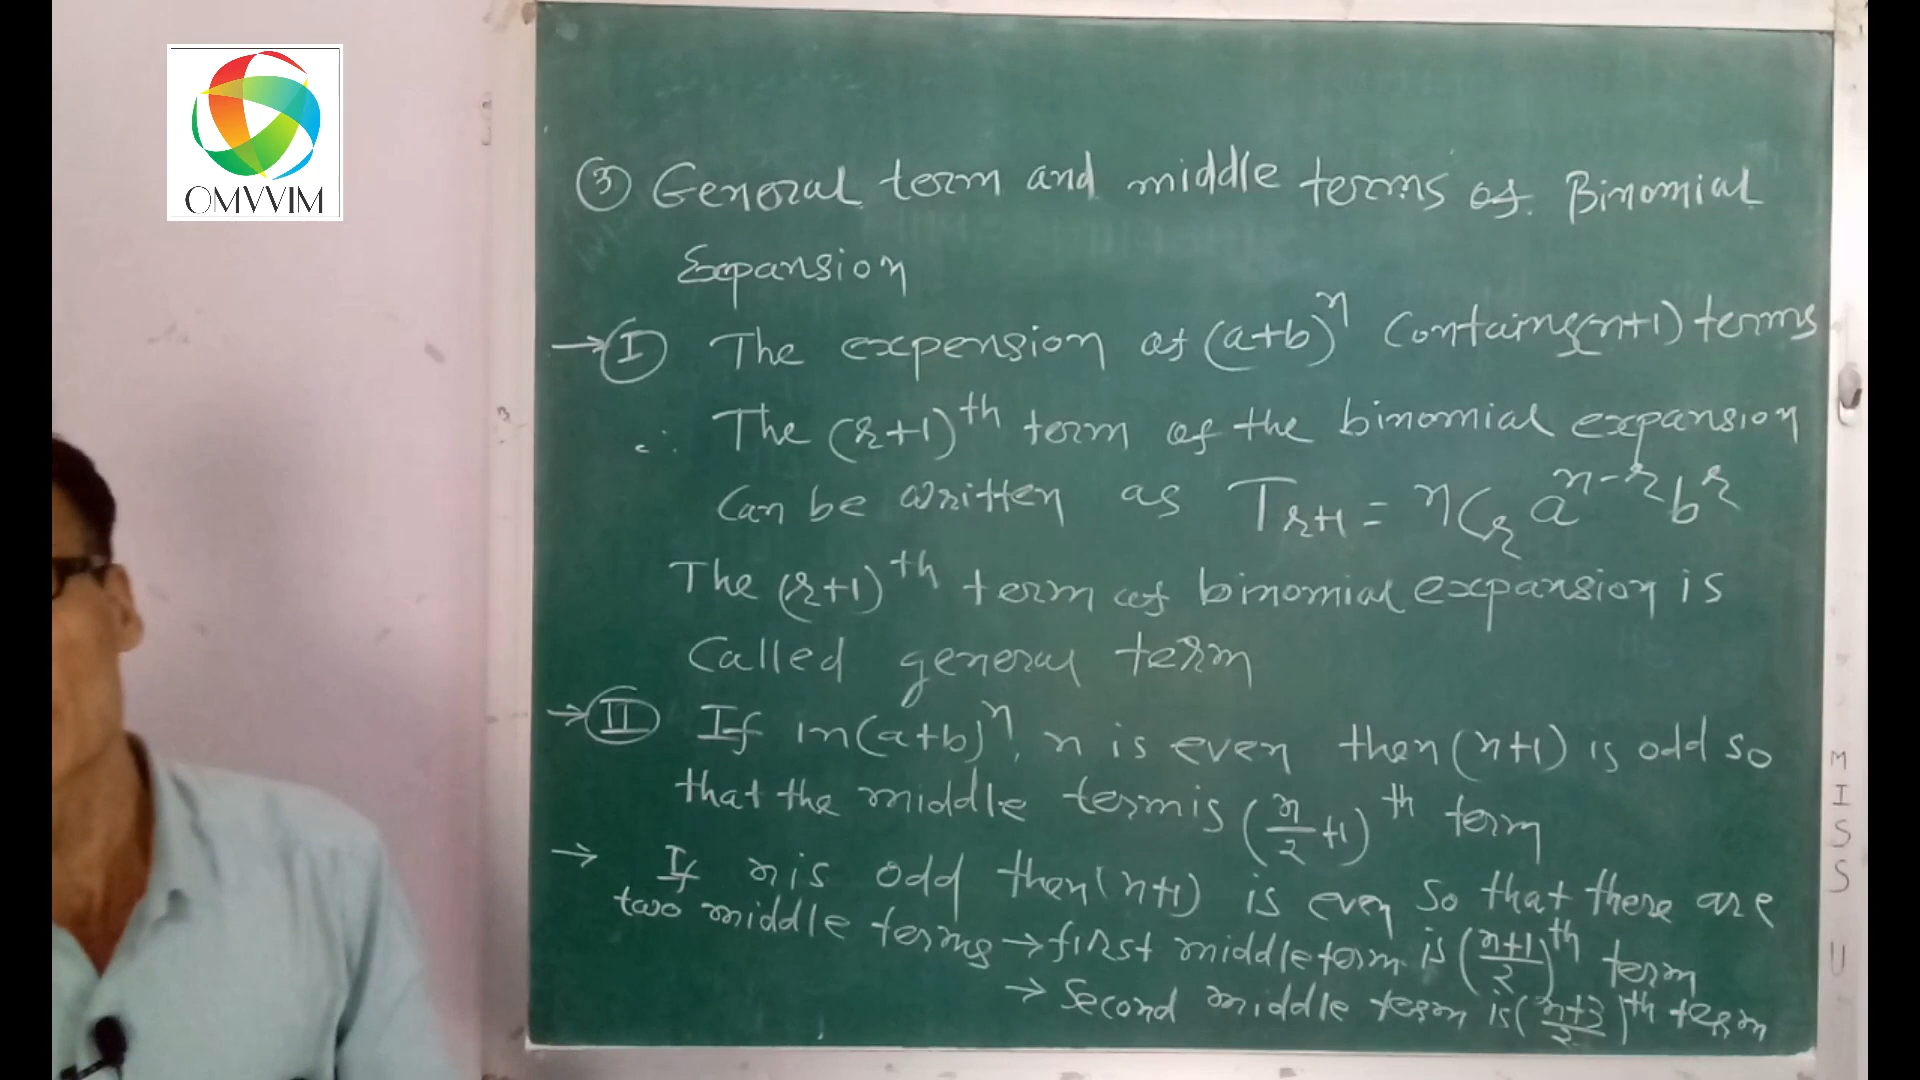 OMVVIM
③ General term and middle terms of Binomial
Expansion
→ Ⓘ The expension of (a+b)ⁿ Contains (n+1) terms
∴ The (r+1)ᵗʰ term of the binomial expansion
Can be written as Tᵣ₊₁ = ⁿCᵣ aⁿ⁻ʳ bʳ
The (r+1)ᵗʰ term of binomial expansion is
Called general term
→ II If in (a+b)ⁿ, n is even then (n+1) is odd so
that the middle term is (n/2 +1)ᵗʰ term
→ If n is odd then (n+1) is even so that there are
two middle terms → first middle term is ((n+1)/2)ᵗʰ term
→ Second middle term is ((n+3)/2)ᵗʰ term
MISS U